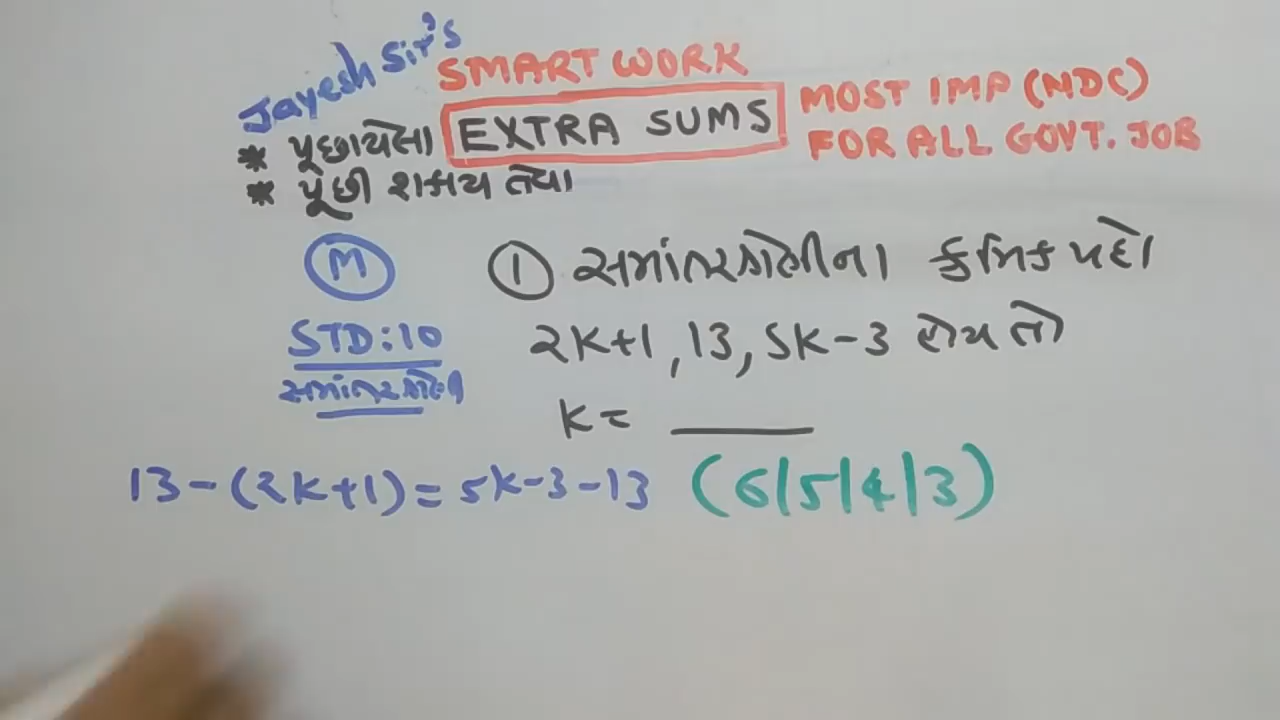 Jayesh Sir's
SMART WORK
* પૂછાયેલા EXTRA SUMS MOST IMP (NDC)
* પૂછી શકાય તેવા FOR ALL GOVT. JOB
M ① સમાંતરશ્રેણીના ક્રમિક પદો
STD:10 2K+1, 13, 5K-3 હોય તો
સમાંતરશ્રેણી K= ______
13-(2K+1)=5K-3-13 (6|5|4|3)